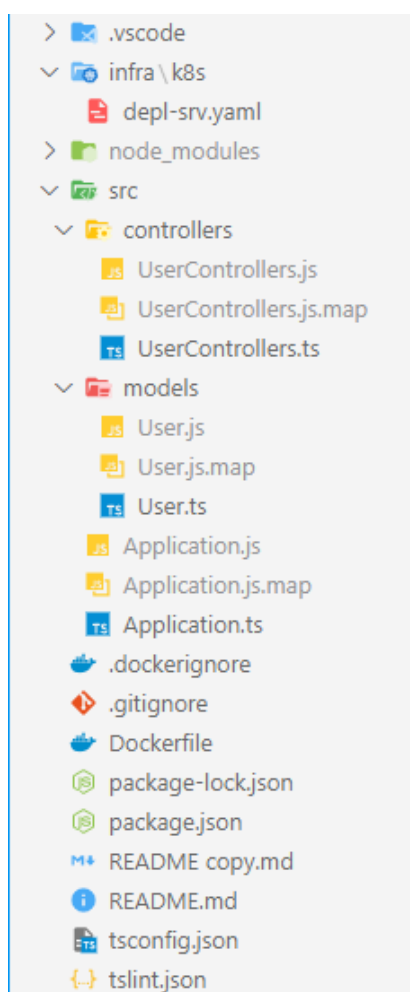 .vscode
infra\k8s
depl-srv.yaml
node_modules
src
controllers
UserControllers.js
UserControllers.js.map
UserControllers.ts
models
User.js
User.js.map
User.ts
Application.js
Application.js.map
Application.ts
.dockerignore
.gitignore
Dockerfile
package-lock.json
package.json
README copy.md
README.md
tsconfig.json
tslint.json